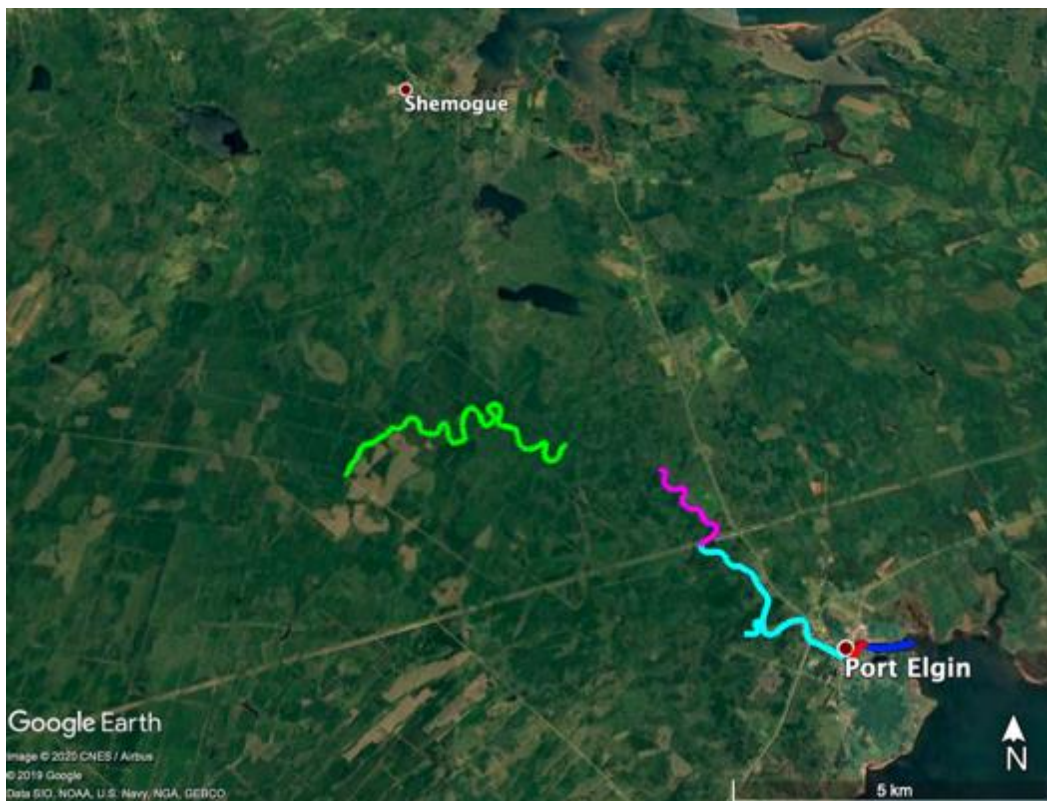 Shemogue
Port Elgin
Google Earth
Image © 2020 CNES / Airbus
© 2019 Google
Data SIO, NOAA, U.S. Navy, NGA, GEBCO
N
5 km